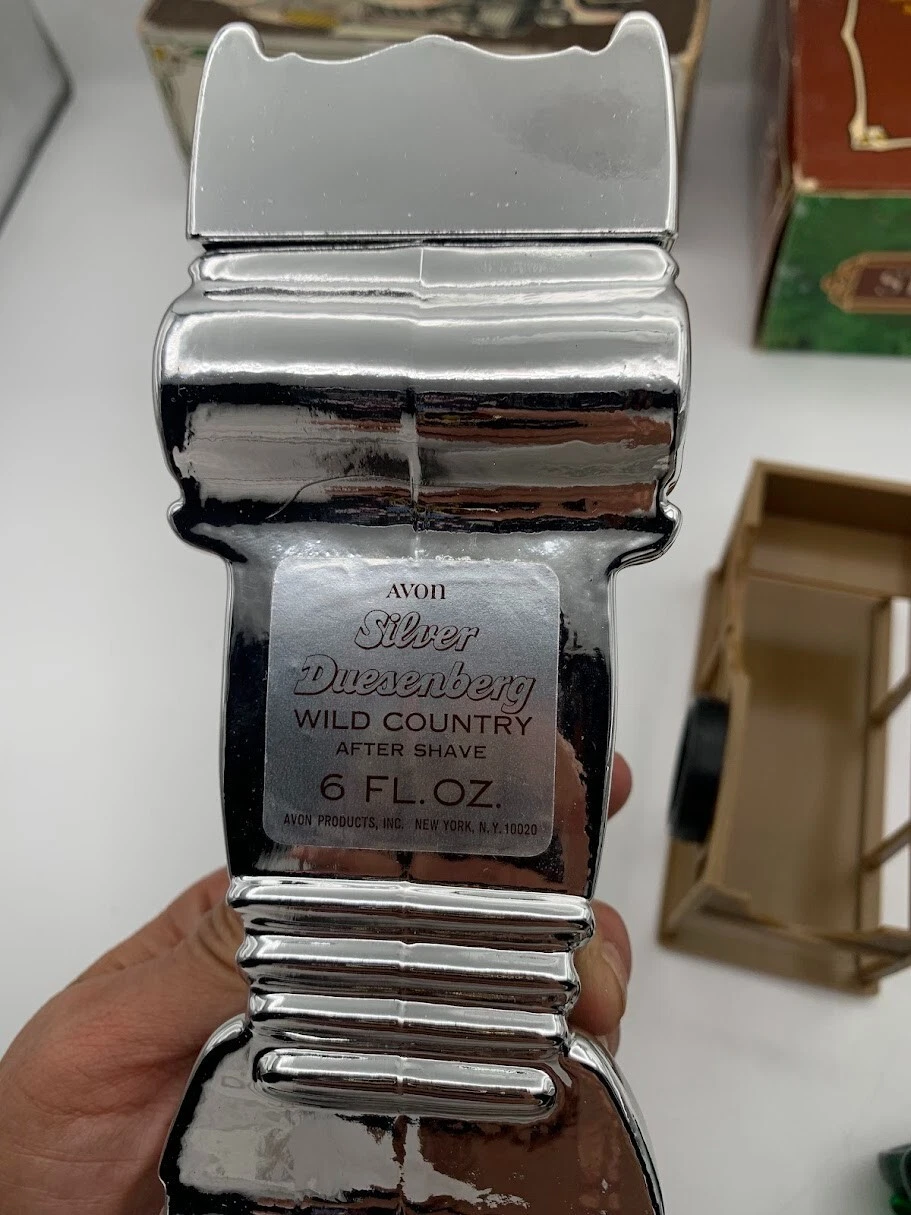 AVON
Silver
Duesenberg
WILD COUNTRY
AFTER SHAVE
6 FL. OZ.
AVON PRODUCTS, INC. NEW YORK, N.Y. 10020